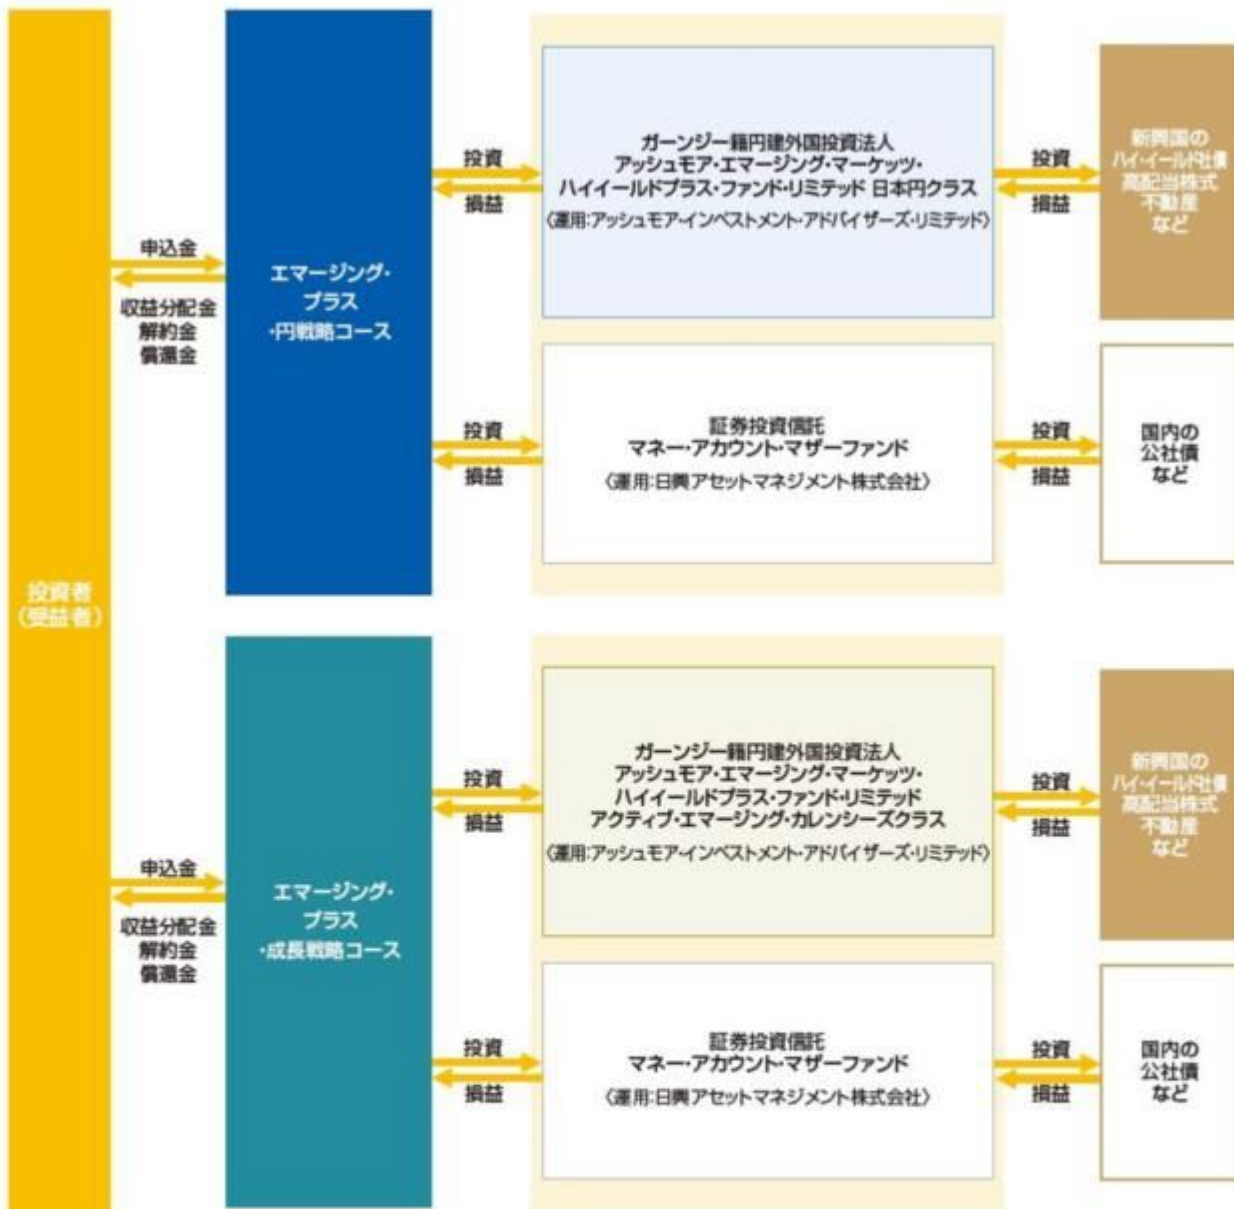 投資者
(受益者)
申込金
収益分配金
解約金
償還金
エマージング・
プラス
・円戦略コース
投資
損益
ガーンジー籍円建外国投資法人
アッシュモア・エマージング・マーケッツ・
ハイイールドプラス・ファンド・リミテッド 日本円クラス
〈運用:アッシュモア・インベストメント・アドバイザーズ・リミテッド〉
投資
損益
新興国の
ハイ・イールド社債
高配当株式
不動産
など
投資
損益
証券投資信託
マネー・アカウント・マザーファンド
〈運用:日興アセットマネジメント株式会社〉
投資
損益
国内の
公社債
など
申込金
収益分配金
解約金
償還金
エマージング・
プラス
・成長戦略コース
投資
損益
ガーンジー籍円建外国投資法人
アッシュモア・エマージング・マーケッツ・
ハイイールドプラス・ファンド・リミテッド
アクティブ・エマージング・カレンシーズクラス
〈運用:アッシュモア・インベストメント・アドバイザーズ・リミテッド〉
投資
損益
新興国の
ハイ・イールド社債
高配当株式
不動産
など
投資
損益
証券投資信託
マネー・アカウント・マザーファンド
〈運用:日興アセットマネジメント株式会社〉
投資
損益
国内の
公社債
など